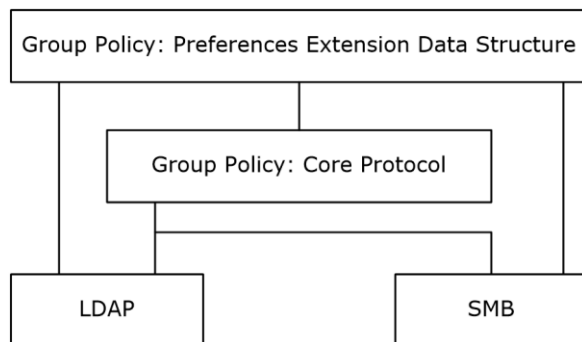 Group Policy: Preferences Extension Data Structure
Group Policy: Core Protocol
LDAP
SMB